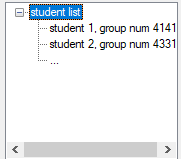 student list
student 1, group num 4141
student 2, group num 4331
...